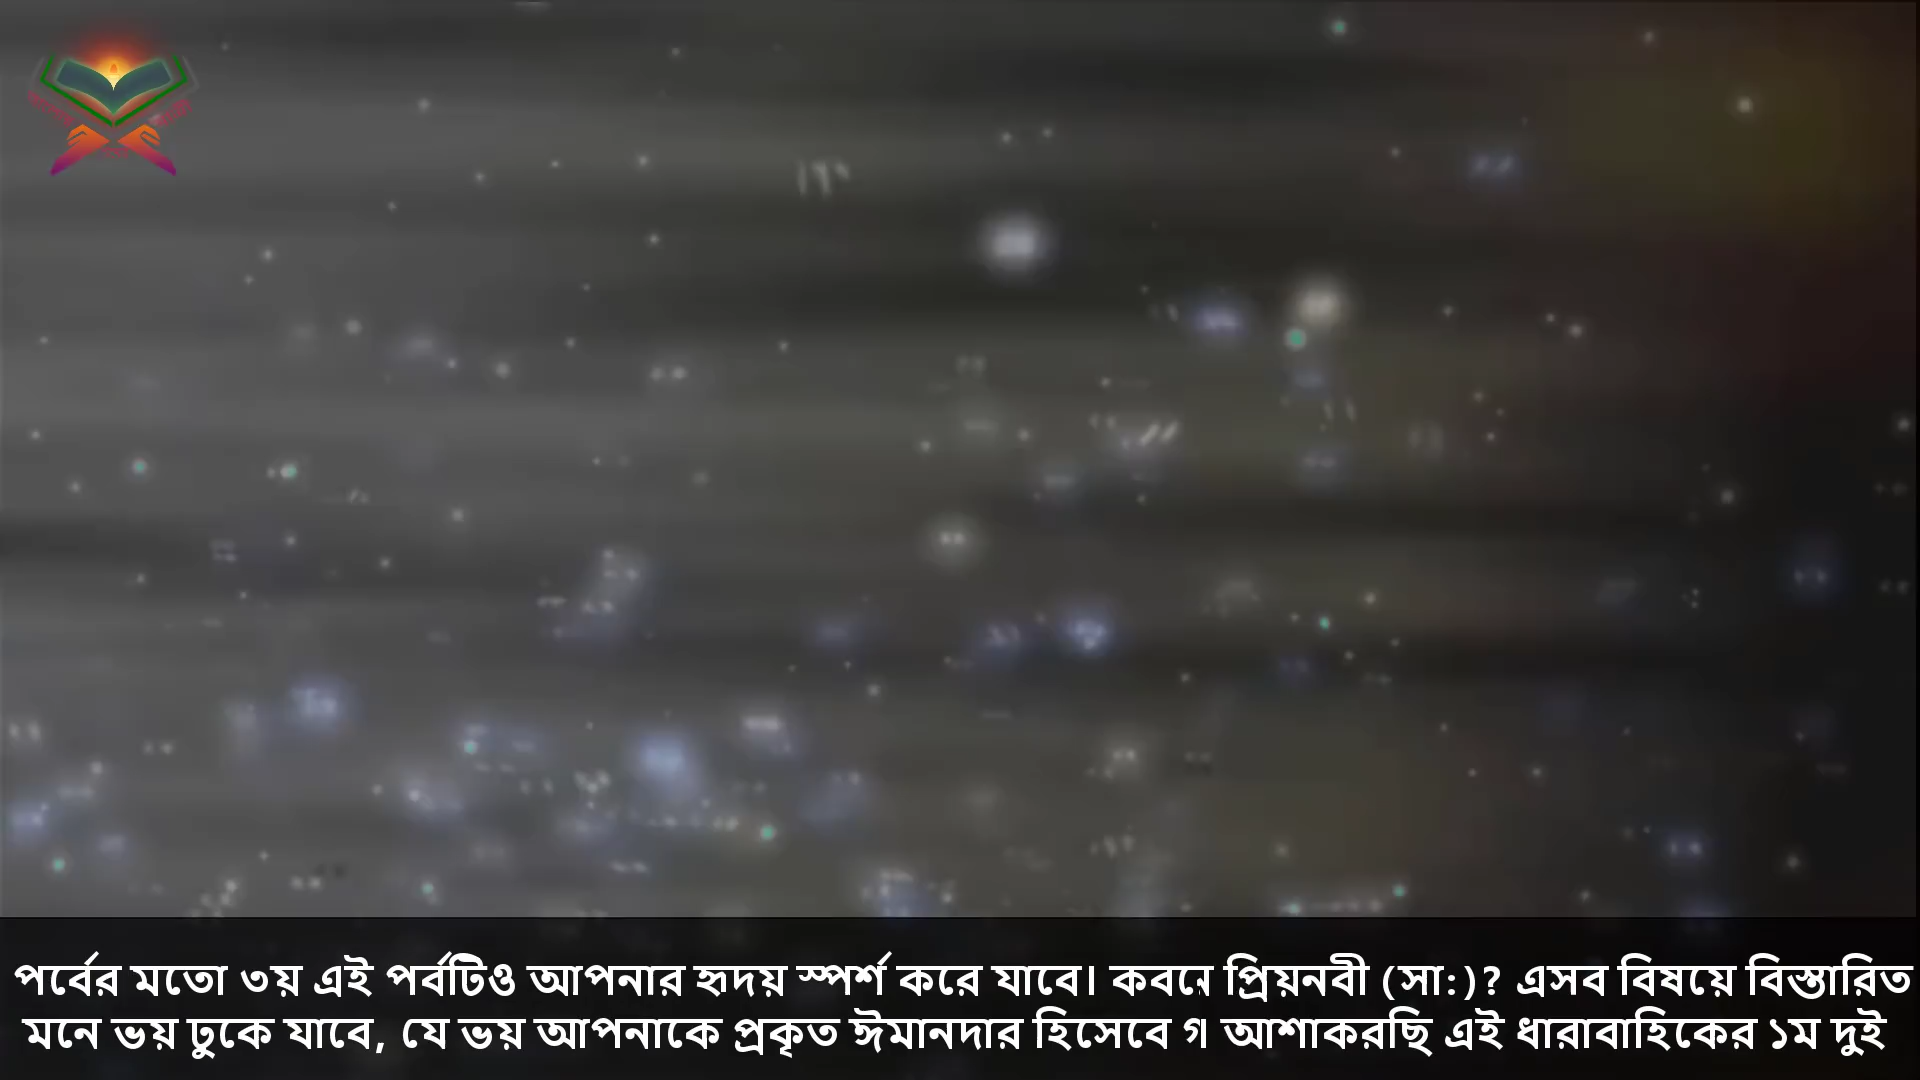 পর্বের মতো ৩য় এই পর্বটিও আপনার হৃদয় স্পর্শ করে যাবে। প্রিয়নবী (সা:)? এসব বিষয়ে বিস্তারিত
মনে ভয় ঢুকে যাবে, যে ভয় আপনাকে প্রকৃত ঈমানদার হিসেবে গ আশাকরছি এই ধারাবাহিকের ১ম দুই